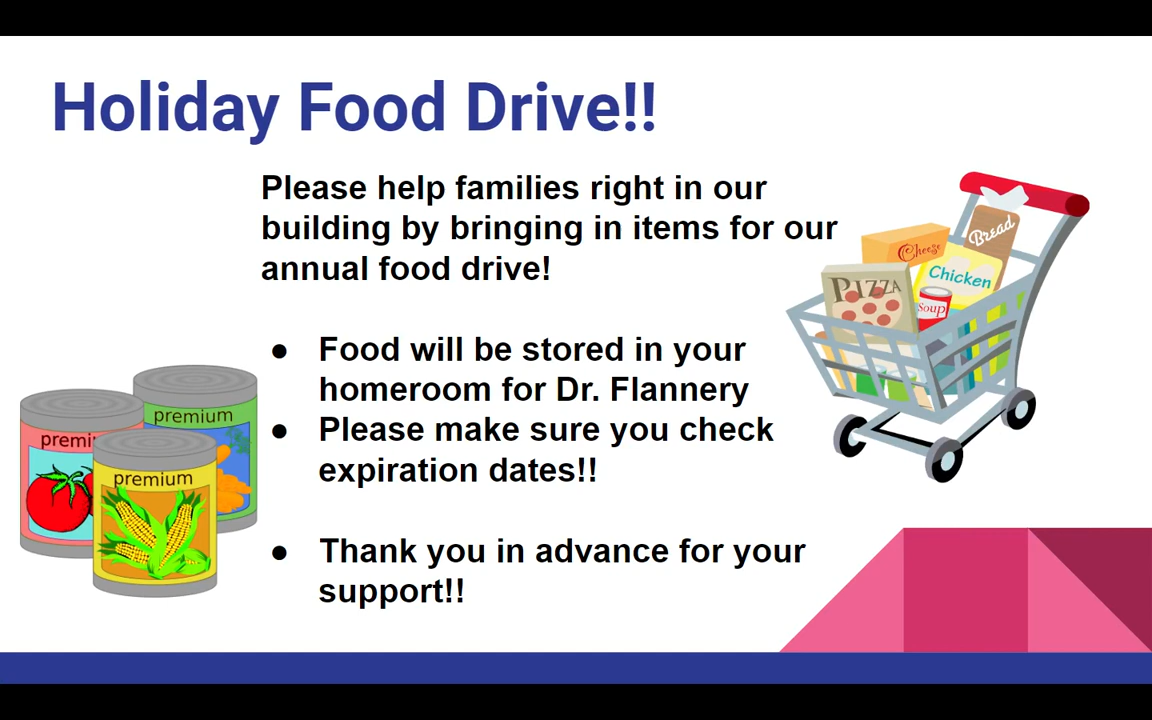 Holiday Food Drive!!
Please help families right in our
building by bringing in items for our
annual food drive!
● Food will be stored in your
homeroom for Dr. Flannery
● Please make sure you check
expiration dates!!
● Thank you in advance for your
support!!
Bread
Cheese
Chicken
PIZZA
Soup
premium
premi
premium